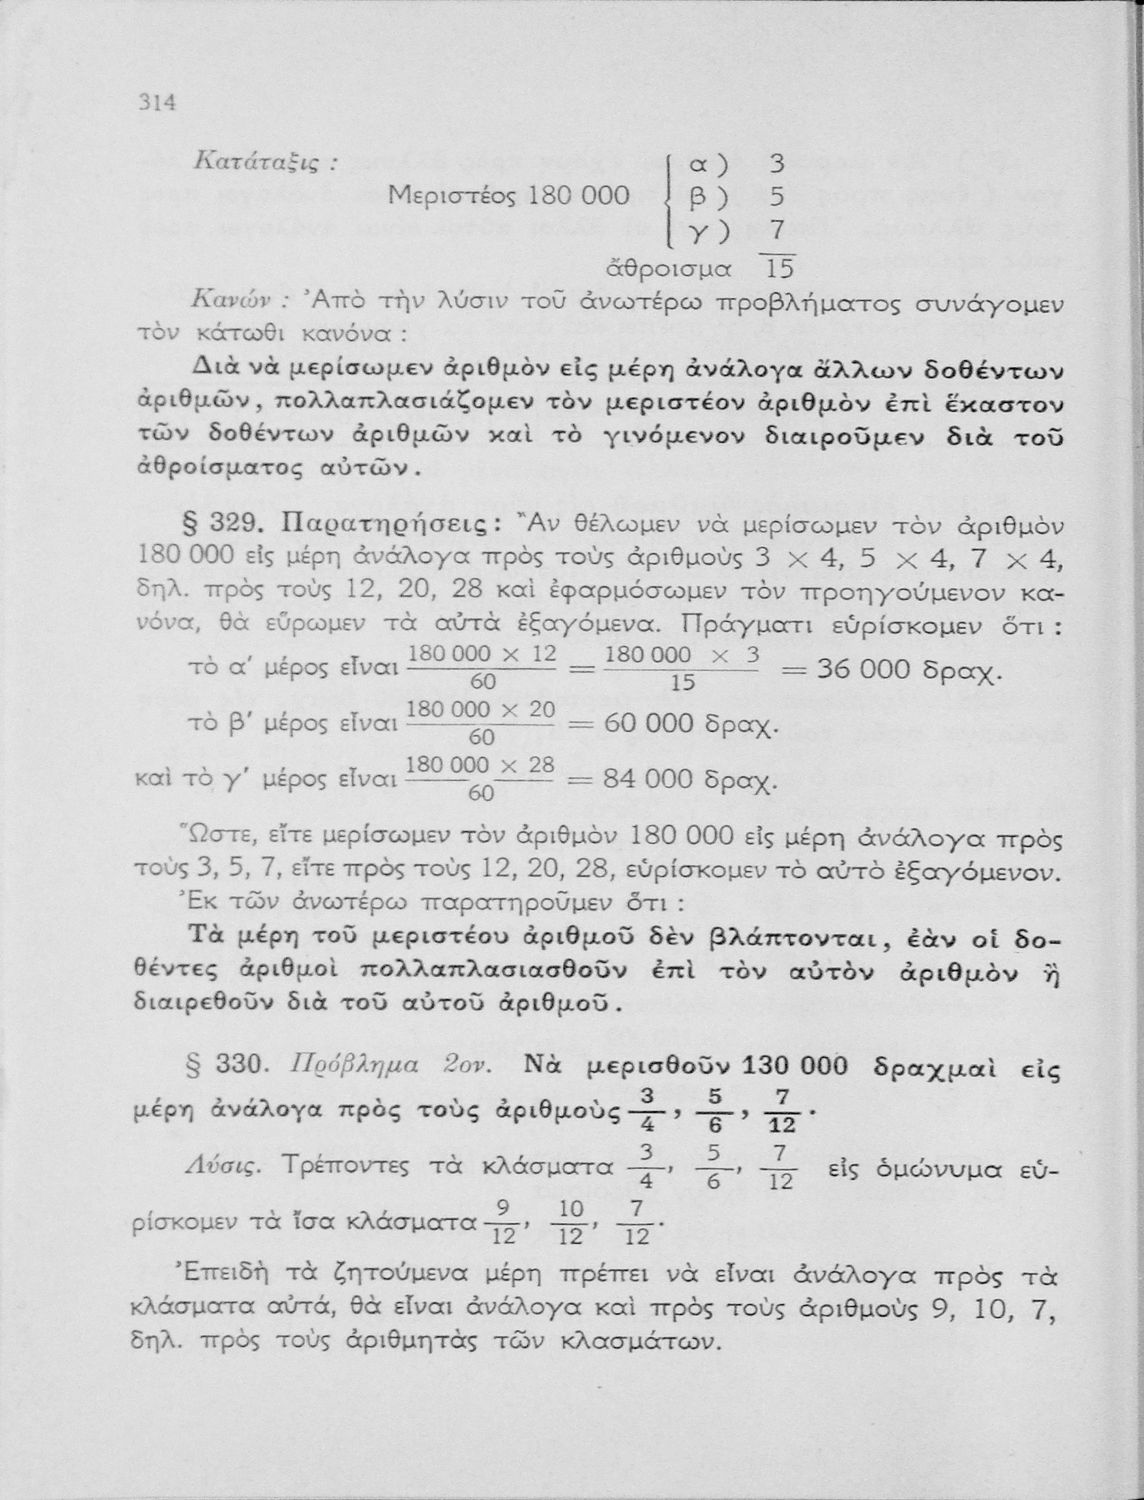 314
Κατάταξις :
α ) 3
Μεριστέος 180 000 { β ) 5
γ ) 7
ἄθροισμα 15
Κανών : Ἀπὸ τὴν λύσιν τοῦ ἀνωτέρω προβλήματος συνάγομεν
τὸν κάτωθι κανόνα :
Διὰ νὰ μερίσωμεν ἀριθμὸν εἰς μέρη ἀνάλογα ἄλλων δοθέντων
ἀριθμῶν, πολλαπλασιάζομεν τὸν μεριστέον ἀριθμὸν ἐπὶ ἕκαστον
τῶν δοθέντων ἀριθμῶν καὶ τὸ γινόμενον διαιροῦμεν διὰ τοῦ
ἀθροίσματος αὐτῶν.
§ 329. Παρατηρήσεις : Ἂν θέλωμεν νὰ μερίσωμεν τὸν ἀριθμὸν
180 000 εἰς μέρη ἀνάλογα πρὸς τοὺς ἀριθμοὺς 3 × 4, 5 × 4, 7 × 4,
δηλ. πρὸς τοὺς 12, 20, 28 καὶ ἐφαρμόσωμεν τὸν προηγούμενον κα-
νόνα, θὰ εὕρωμεν τὰ αὐτὰ ἐξαγόμενα. Πράγματι εὑρίσκομεν ὅτι :
τὸ α′ μέρος εἶναι 180 000 × 12 / 60 = 180 000 × 3 / 15 = 36 000 δραχ.
τὸ β′ μέρος εἶναι 180 000 × 20 / 60 = 60 000 δραχ.
καὶ τὸ γ′ μέρος εἶναι 180 000 × 28 / 60 = 84 000 δραχ.
Ὥστε, εἴτε μερίσωμεν τὸν ἀριθμὸν 180 000 εἰς μέρη ἀνάλογα πρὸς
τοὺς 3, 5, 7, εἴτε πρὸς τοὺς 12, 20, 28, εὑρίσκομεν τὸ αὐτὸ ἐξαγόμενον.
Ἐκ τῶν ἀνωτέρω παρατηροῦμεν ὅτι :
Τὰ μέρη τοῦ μεριστέου ἀριθμοῦ δὲν βλάπτονται, ἐὰν οἱ δο-
θέντες ἀριθμοὶ πολλαπλασιασθοῦν ἐπὶ τὸν αὐτὸν ἀριθμὸν ἢ
διαιρεθοῦν διὰ τοῦ αὐτοῦ ἀριθμοῦ.
§ 330. Πρόβλημα 2ον. Νὰ μερισθοῦν 130 000 δραχμαὶ εἰς
μέρη ἀνάλογα πρὸς τοὺς ἀριθμοὺς 3/4, 5/6, 7/12.
Λύσις. Τρέποντες τὰ κλάσματα 3/4, 5/6, 7/12 εἰς ὁμώνυμα εὑ-
ρίσκομεν τὰ ἴσα κλάσματα 9/12, 10/12, 7/12.
Ἐπειδὴ τὰ ζητούμενα μέρη πρέπει νὰ εἶναι ἀνάλογα πρὸς τὰ
κλάσματα αὐτά, θὰ εἶναι ἀνάλογα καὶ πρὸς τοὺς ἀριθμοὺς 9, 10, 7,
δηλ. πρὸς τοὺς ἀριθμητὰς τῶν κλασμάτων.